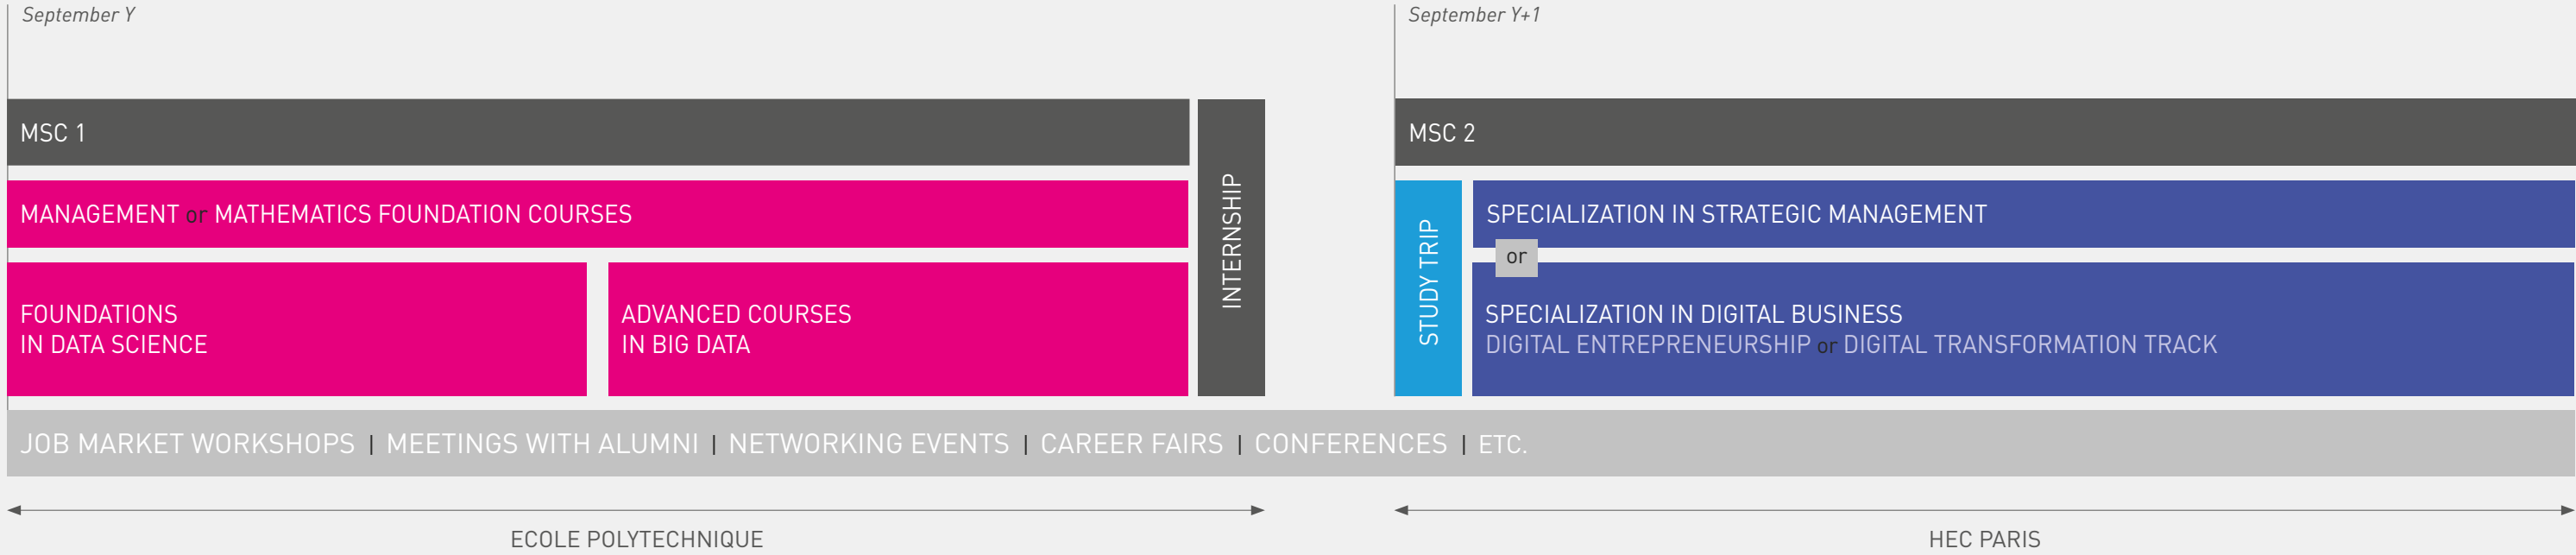 September Y
September Y+1
MSC 1
MSC 2
MANAGEMENT or MATHEMATICS FOUNDATION COURSES
FOUNDATIONS
IN DATA SCIENCE
ADVANCED COURSES
IN BIG DATA
INTERNSHIP
STUDY TRIP
SPECIALIZATION IN STRATEGIC MANAGEMENT
or
SPECIALIZATION IN DIGITAL BUSINESS
DIGITAL ENTREPRENEURSHIP or DIGITAL TRANSFORMATION TRACK
JOB MARKET WORKSHOPS | MEETINGS WITH ALUMNI | NETWORKING EVENTS | CAREER FAIRS | CONFERENCES | ETC.
ECOLE POLYTECHNIQUE
HEC PARIS